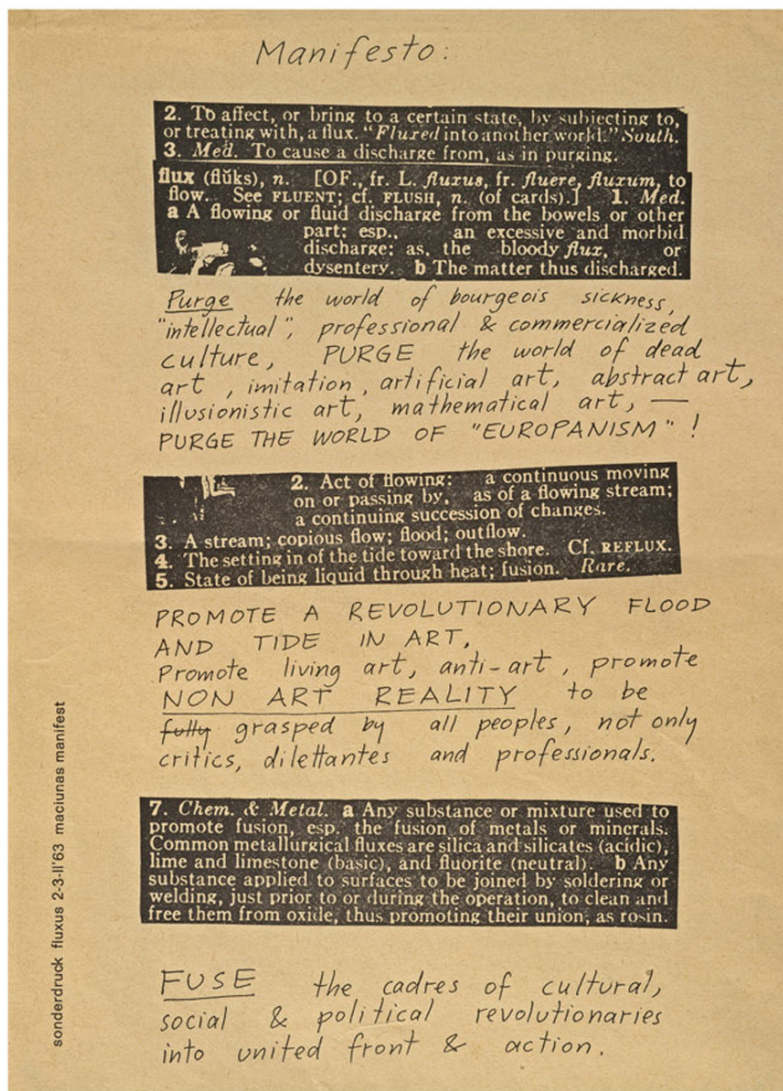 Manifesto:
2. To affect, or bring to a certain state, by subjecting to,
or treating with, a flux. "Fluxed into another world." South.
3. Med. To cause a discharge from, as in purging.
flux (flŭks), n. [OF., fr. L. fluxus, fr. fluere, fluxum, to
flow. See FLUENT; cf. FLUSH, n. (of cards).] 1. Med.
a A flowing or fluid discharge from the bowels or other
part: esp., an excessive and morbid
discharge; as, the bloody flux, or
dysentery. b The matter thus discharged.
Purge the world of bourgeois sickness,
"intellectual", professional & commercialized
culture, PURGE the world of dead
art, imitation, artificial art, abstract art,
illusionistic art, mathematical art, —
PURGE THE WORLD OF "EUROPANISM"!
2. Act of flowing: a continuous moving
on or passing by, as of a flowing stream;
a continuing succession of changes.
3. A stream; copious flow; flood; outflow.
4. The setting in of the tide toward the shore. Cf. REFLUX.
5. State of being liquid through heat; fusion. Rare.
PROMOTE A REVOLUTIONARY FLOOD
AND TIDE IN ART,
Promote living art, anti-art, promote
NON ART REALITY to be
fully grasped by all peoples, not only
critics, dilettantes and professionals.
7. Chem. & Metal. a Any substance or mixture used to
promote fusion, esp. the fusion of metals or minerals.
Common metallurgical fluxes are silica and silicates (acidic),
lime and limestone (basic), and fluorite (neutral). b Any
substance applied to surfaces to be joined by soldering or
welding, just prior to or during the operation, to clean and
free them from oxide, thus promoting their union, as rosin.
FUSE the cadres of cultural,
social & political revolutionaries
into united front & action.
sonderdruck fluxus 2-3-II'63 maciunas manifest